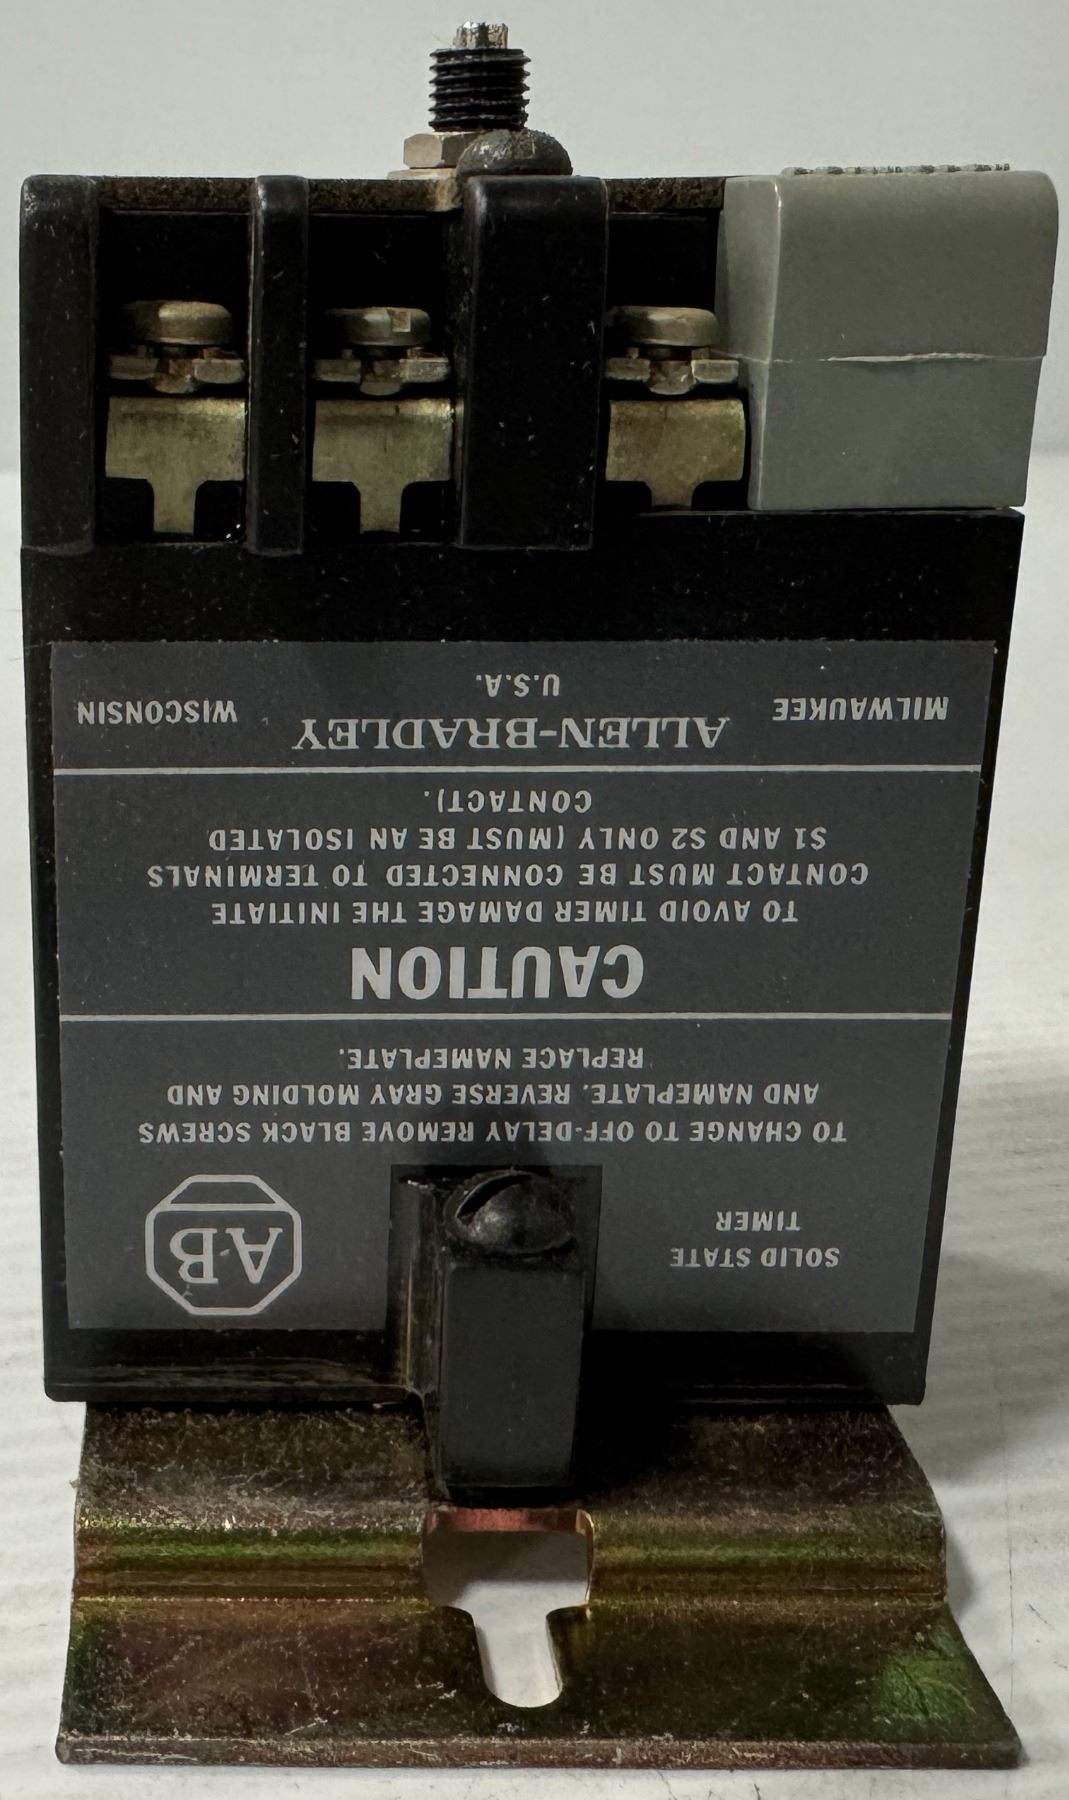 SOLID STATE
TIMER
AB
TO CHANGE TO OFF-DELAY REMOVE BLACK SCREWS
AND NAMEPLATE. REVERSE GRAY MOLDING AND
REPLACE NAMEPLATE.
CAUTION
TO AVOID TIMER DAMAGE THE INITIATE
CONTACT MUST BE CONNECTED TO TERMINALS
S1 AND S2 ONLY (MUST BE AN ISOLATED
CONTACT).
MILWAUKEE ALLEN-BRADLEY WISCONSIN
U.S.A.